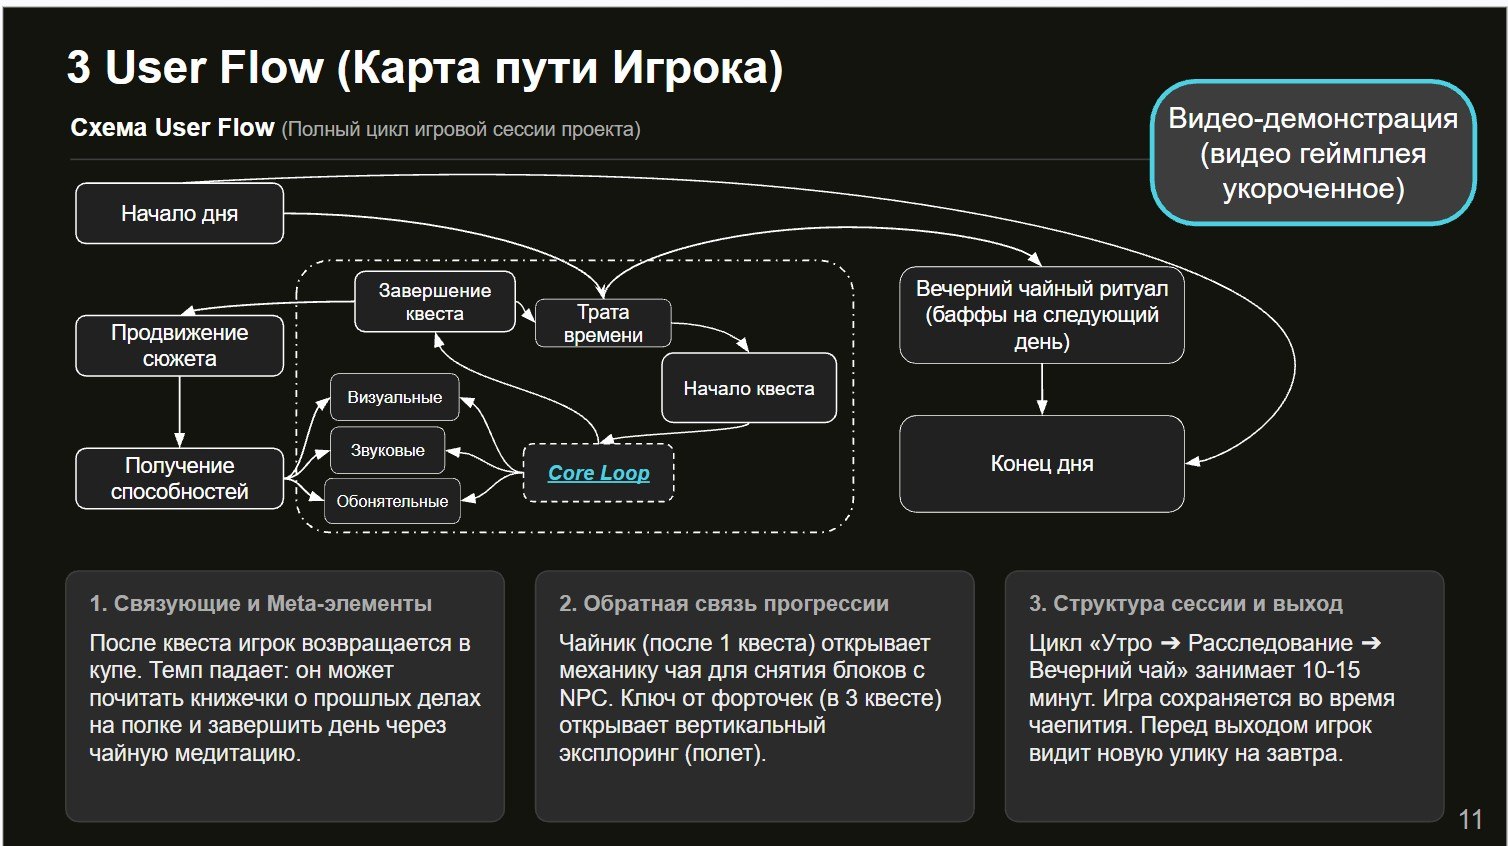 3 User Flow (Карта пути Игрока)
Схема User Flow (Полный цикл игровой сессии проекта)
Видео-демонстрация
(видео геймплея
укороченное)
Начало дня
Завершение
квеста
Трата
времени
Вечерний чайный ритуал
(баффы на следующий
день)
Продвижение
сюжета
Начало квеста
Визуальные
Звуковые
Обонятельные
Получение
способностей
Core Loop
Конец дня
1. Связующие и Meta-элементы
После квеста игрок возвращается в
купе. Темп падает: он может
почитать книжечки о прошлых делах
на полке и завершить день через
чайную медитацию.
2. Обратная связь прогрессии
Чайник (после 1 квеста) открывает
механику чая для снятия блоков с
NPC. Ключ от форточек (в 3 квесте)
открывает вертикальный
эксплоринг (полет).
3. Структура сессии и выход
Цикл «Утро ➔ Расследование ➔
Вечерний чай» занимает 10-15
минут. Игра сохраняется во время
чаепития. Перед выходом игрок
видит новую улику на завтра.
11